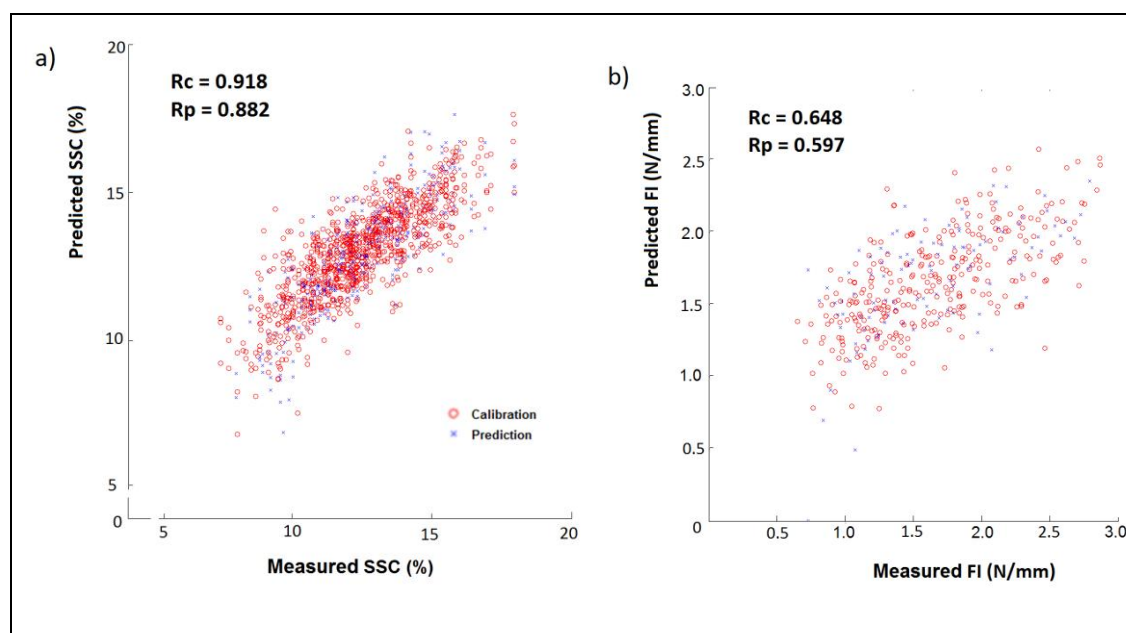 a)
Rc = 0.918
Rp = 0.882
Predicted SSC (%)
20
15
10
5
0
5
10
15
20
Measured SSC (%)
Calibration
Prediction
b)
Rc = 0.648
Rp = 0.597
Predicted FI (N/mm)
3.0
2.5
2.0
1.5
1.0
0.5
0
0.5
1.0
1.5
2.0
2.5
3.0
Measured FI (N/mm)